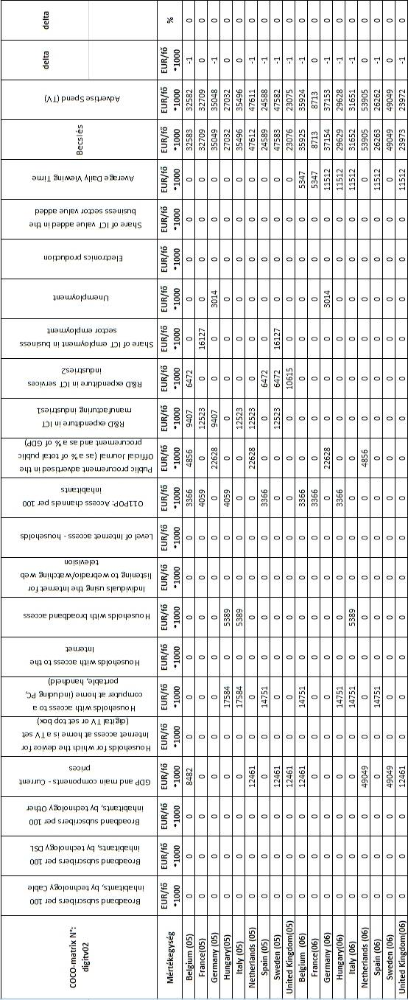 COCO-matrix N°:
digitv02
Broadband subscribers per 100
inhabitants, by technology Cable
Broadband subscribers per 100
inhabitants, by technology DSL
Broadband subscribers per 100
inhabitants, by technology Other
GDP and main components - Current
prices
Households for which the device for
Internet access at home is a TV set
(digital TV or set top box)
Households with access to a
computer at home (including PC,
portable, handheld)
Households with access to the
Internet
Households with broadband access
Individuals using the Internet for
listening to webradio/watching web
television
Level of Internet access - households
O11POP: Access channels per 100
inhabitants
Public procurement advertised in the
Official Journal (as a % of total public
procurement and as a % of GDP)
R&D expenditure in ICT
manufacturing industries1
R&D expenditure in ICT services
industries2
Share of ICT employment in business
sector employment
Unemployment
Electronics production
Share of ICT value added in the
business sector value added
Average Daily Viewing Time
Becslés
Advertise Spend (TV)
delta
delta
Mértékegység EUR/fő EUR/fő EUR/fő EUR/fő EUR/fő EUR/fő EUR/fő EUR/fő EUR/fő EUR/fő EUR/fő EUR/fő EUR/fő EUR/fő EUR/fő EUR/fő EUR/fő EUR/fő EUR/fő EUR/fő EUR/fő EUR/fő %
*1000 *1000 *1000 *1000 *1000 *1000 *1000 *1000 *1000 *1000 *1000 *1000 *1000 *1000 *1000 *1000 *1000 *1000 *1000 *1000 *1000 *1000
Belgium (05) 0 0 0 8482 0 0 0 0 0 0 3366 4856 9407 6472 0 0 0 0 0 32583 32582 -1 0
France(05) 0 0 0 0 0 0 0 0 0 0 4059 0 12523 0 16127 0 0 0 0 32709 32709 0 0
Germany (05) 0 0 0 0 0 0 0 0 0 0 0 22628 9407 0 0 3014 0 0 0 35049 35048 -1 0
Hungary(05) 0 0 0 0 0 17584 0 5389 0 0 4059 0 0 0 0 0 0 0 0 27032 27032 0 0
Italy (05) 0 0 0 0 0 17584 0 5389 0 0 0 0 12523 0 0 0 0 0 0 35496 35496 0 0
Netherlands (05) 0 0 0 12461 0 0 0 0 0 0 0 22628 12523 0 0 0 0 0 0 47612 47611 -1 0
Spain (05) 0 0 0 0 0 14751 0 0 0 0 3366 0 0 6472 0 0 0 0 0 24589 24588 -1 0
Sweden (05) 0 0 0 12461 0 0 0 0 0 0 0 0 12523 6472 16127 0 0 0 0 47583 47582 -1 0
United Kingdom(05) 0 0 0 12461 0 0 0 0 0 0 0 0 0 10615 0 0 0 0 0 23076 23075 -1 0
Belgium (06) 0 0 0 12461 0 14751 0 0 0 0 3366 0 0 0 0 0 0 0 5347 35925 35924 -1 0
France(06) 0 0 0 0 0 0 0 0 0 0 3366 0 0 0 0 0 0 0 5347 8713 8713 0 0
Germany (06) 0 0 0 0 0 0 0 0 0 0 0 22628 0 0 0 3014 0 0 11512 37154 37153 -1 0
Hungary(06) 0 0 0 0 0 14751 0 0 0 0 3366 0 0 0 0 0 0 0 11512 29629 29628 -1 0
Italy (06) 0 0 0 0 0 14751 0 5389 0 0 0 0 0 0 0 0 0 0 11512 31652 31651 -1 0
Netherlands (06) 0 0 0 49049 0 0 0 0 0 0 0 4856 0 0 0 0 0 0 0 53905 53905 0 0
Spain (06) 0 0 0 0 0 14751 0 0 0 0 0 0 0 0 0 0 0 0 11512 26263 26262 -1 0
Sweden (06) 0 0 0 49049 0 0 0 0 0 0 0 0 0 0 0 0 0 0 0 49049 49049 0 0
United Kingdom(06) 0 0 0 12461 0 0 0 0 0 0 0 0 0 0 0 0 0 0 11512 23973 23972 -1 0